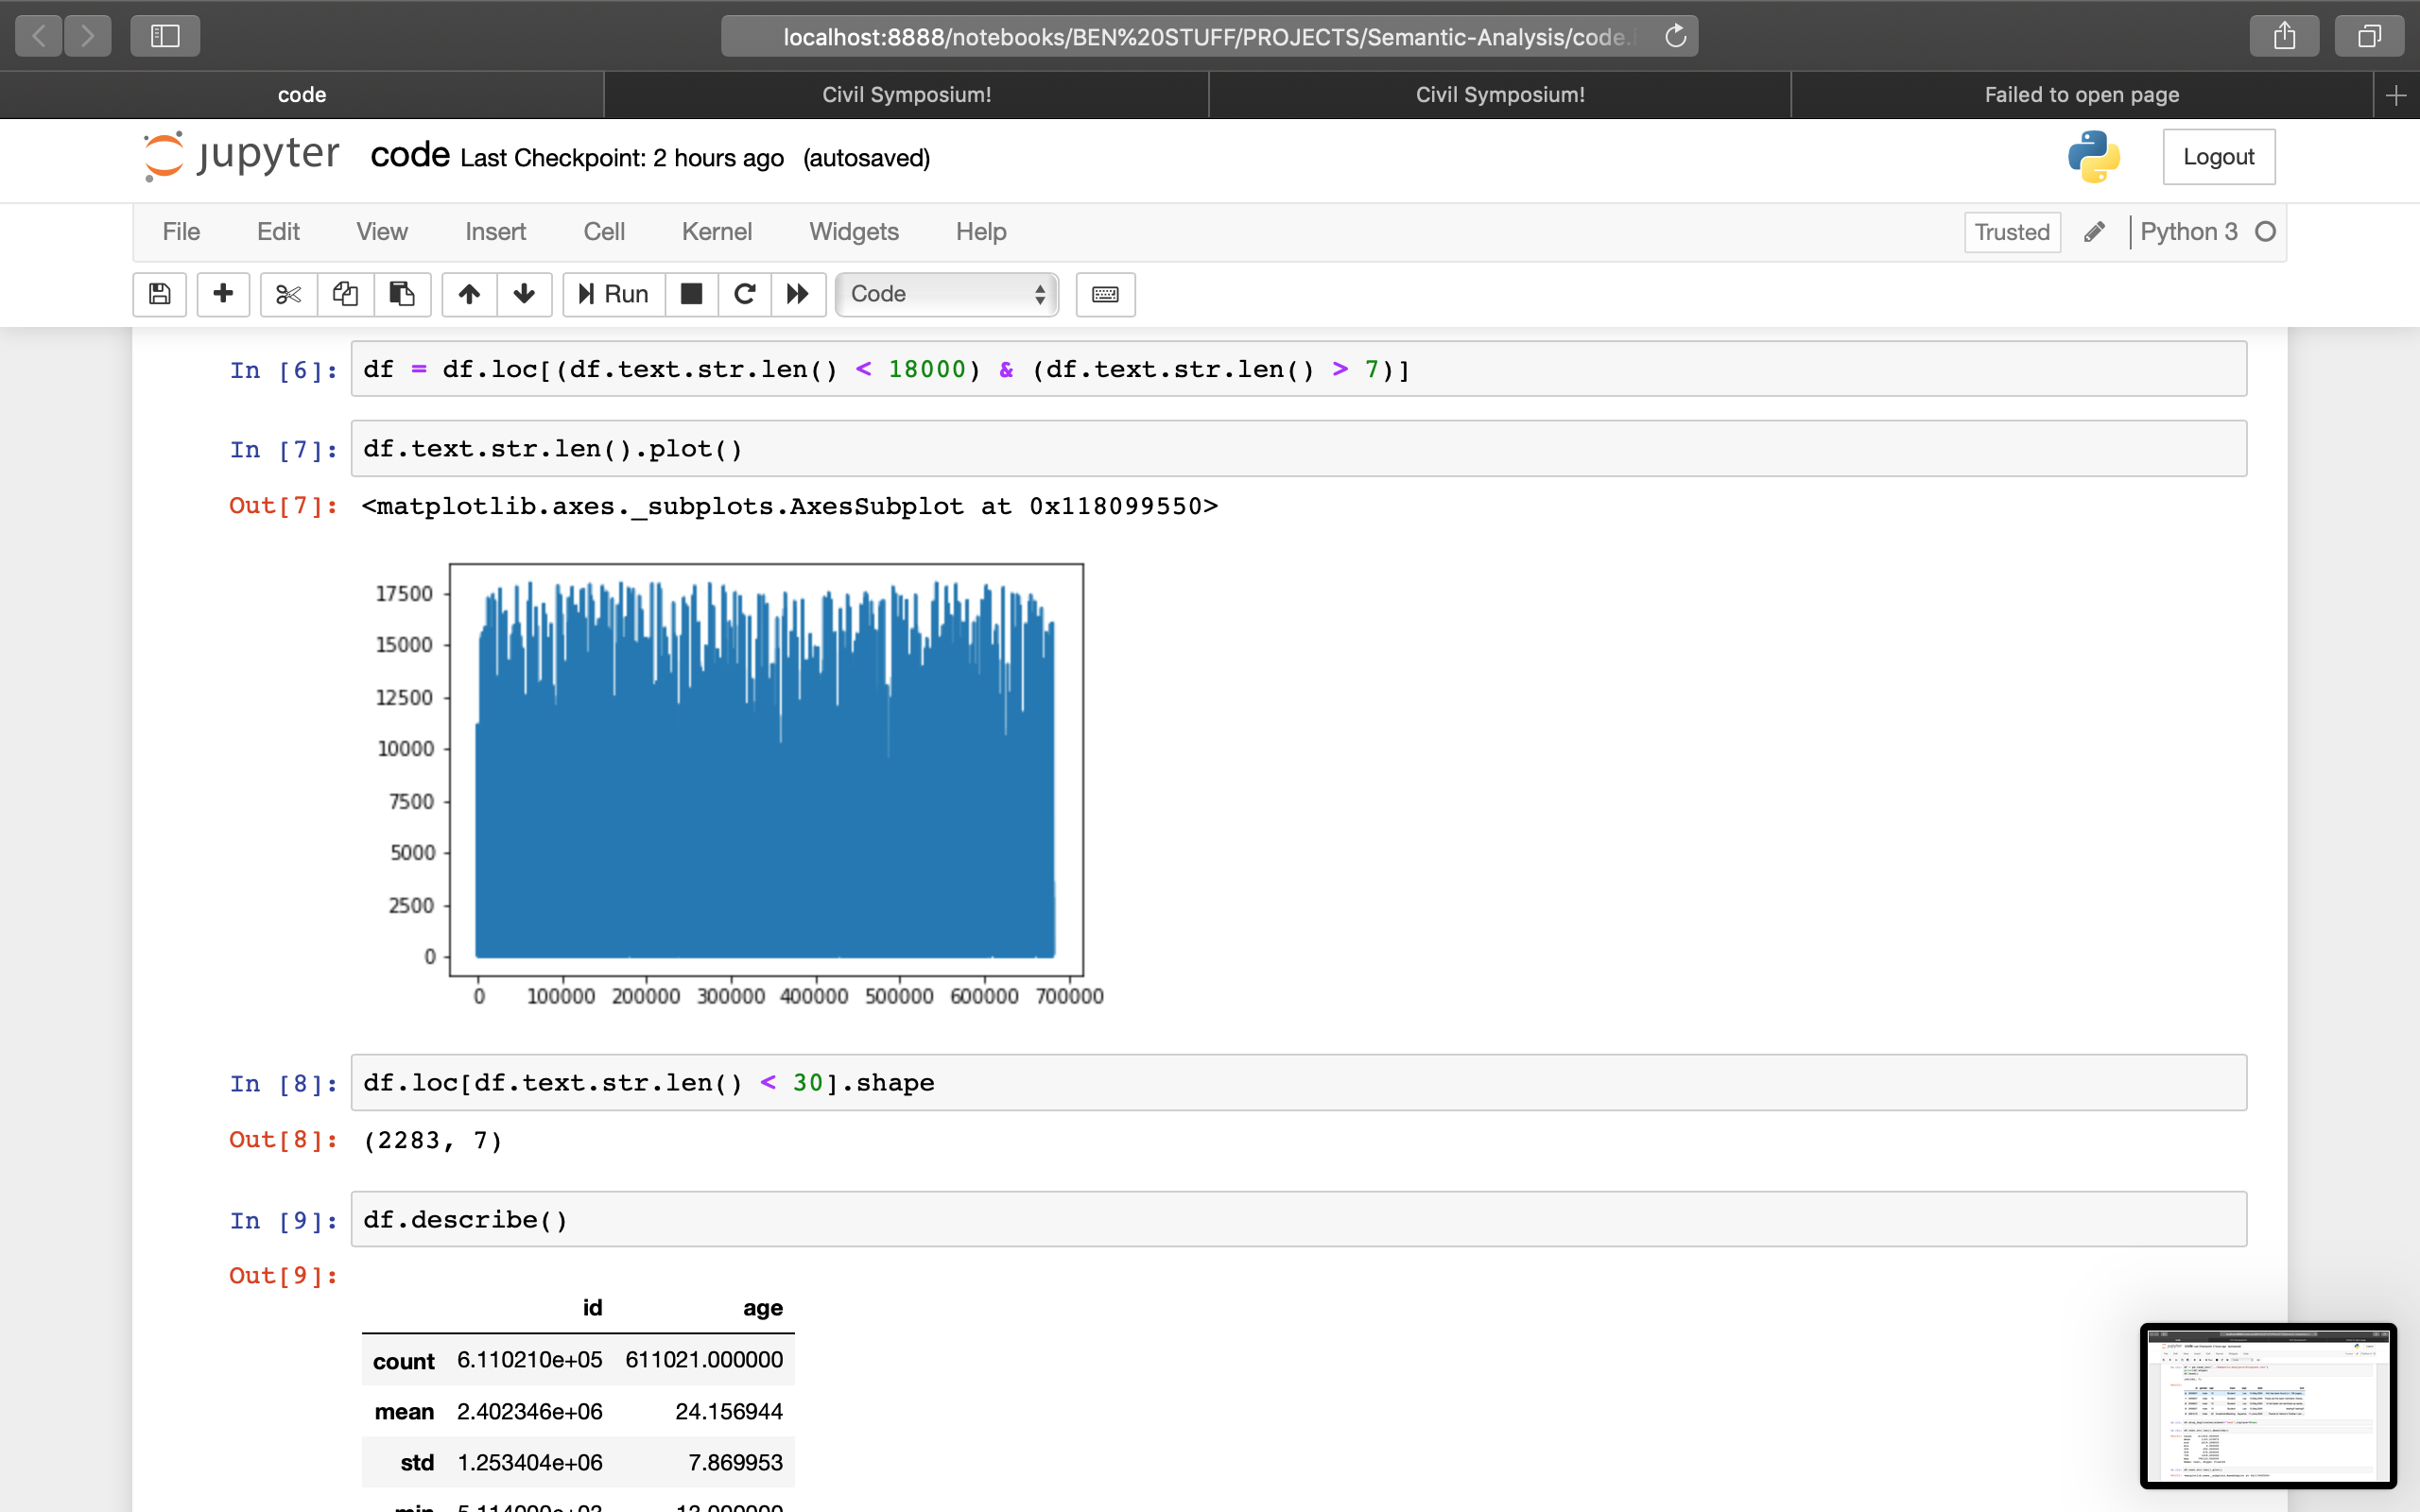 localhost:8888/notebooks/BEN%20STUFF/PROJECTS/Semantic-Analysis/code.i
code
Civil Symposium!
Civil Symposium!
Failed to open page
jupyter code Last Checkpoint: 2 hours ago (autosaved)
Logout
File Edit View Insert Cell Kernel Widgets Help
Trusted Python 3
Run Code
In [6]: df = df.loc[(df.text.str.len() < 18000) & (df.text.str.len() > 7)]
In [7]: df.text.str.len().plot()
Out[7]: <matplotlib.axes._subplots.AxesSubplot at 0x118099550>
17500
15000
12500
10000
7500
5000
2500
0
0 100000 200000 300000 400000 500000 600000 700000
In [8]: df.loc[df.text.str.len() < 30].shape
Out[8]: (2283, 7)
In [9]: df.describe()
Out[9]:
id age
count 6.110210e+05 611021.000000
mean 2.402346e+06 24.156944
std 1.253404e+06 7.869953
min 5.114000e+03 13.000000